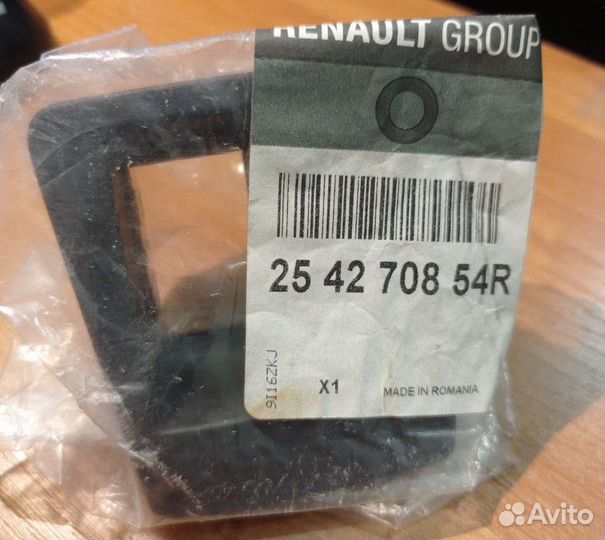 RENAULT GROUP
25 42 708 54R
9I16ZKJ
X1
MADE IN ROMANIA
Avito